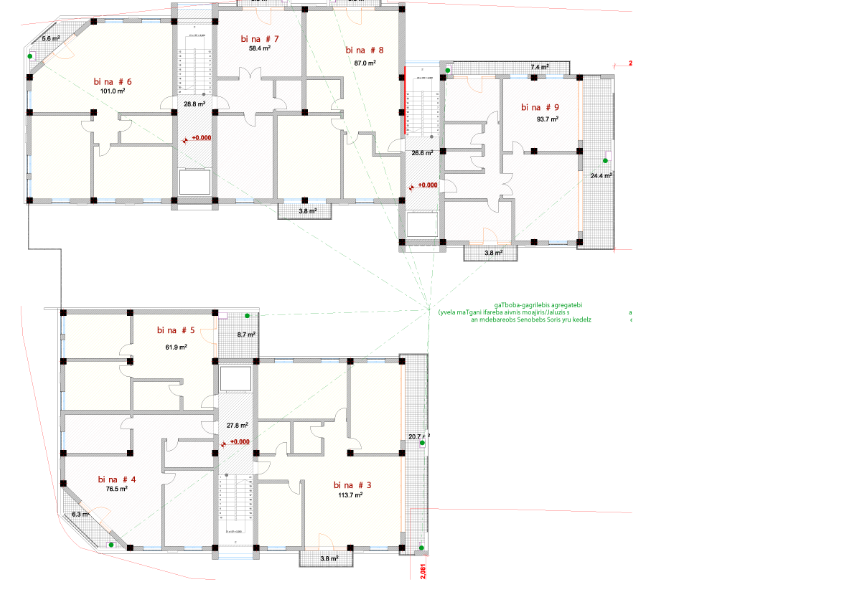 5.6 m²
bi na # 7
58.4 m²
bi na # 8
87.0 m²
7.4 m²
bi na # 6
101.0 m²
28.8 m²
bi na # 9
93.7 m²
+0.000
26.6 m²
24.4 m²
+0.000
3.8 m²
3.8 m²
gaTboba-gagrilebis agregatebi
(yvela maTgani ifareba aivnis moajiris/Jaluzis s
an mdebareobs Senobebs Soris yru kedelz
bi na # 5
61.9 m²
8.7 m²
27.8 m²
+0.000
20.7
bi na # 4
76.5 m²
bi na # 3
113.7 m²
6.3 m²
3.8 m²
2,081